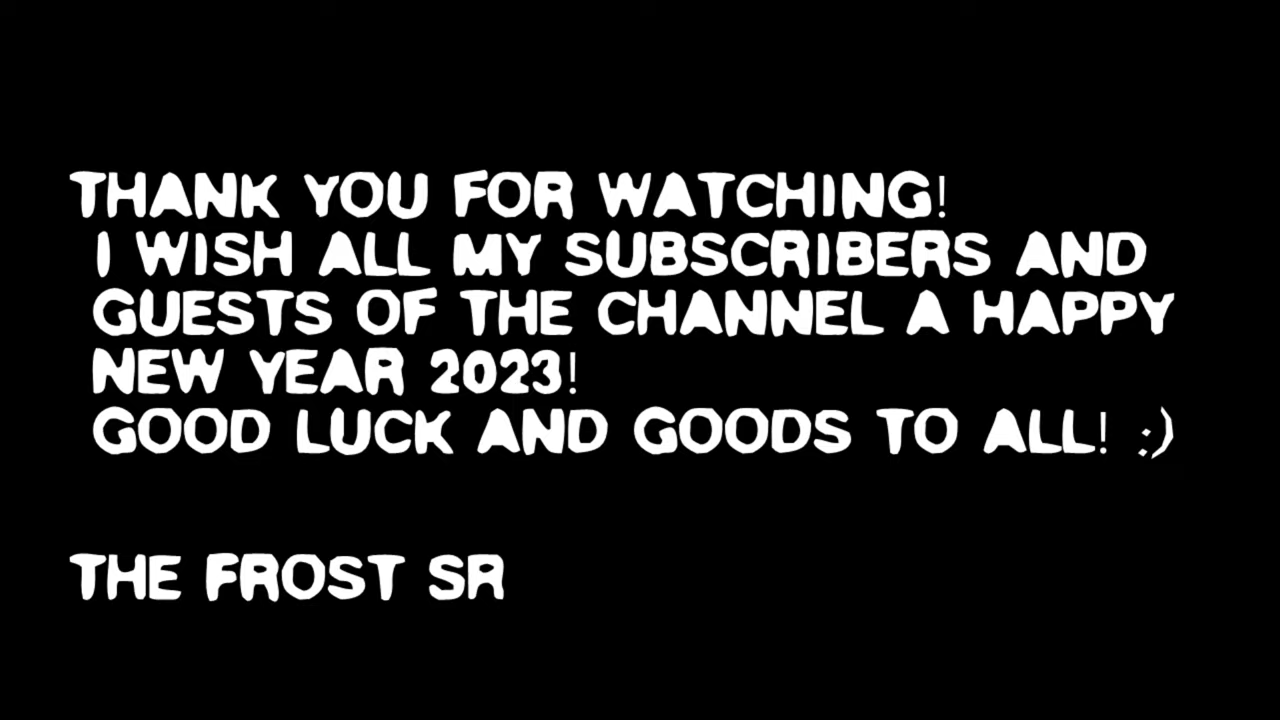 THANK YOU FOR WATCHING!
I WISH ALL MY SUBSCRIBERS AND
GUESTS OF THE CHANNEL A HAPPY
NEW YEAR 2023!
GOOD LUCK AND GOODS TO ALL! :)
THE FROST SR